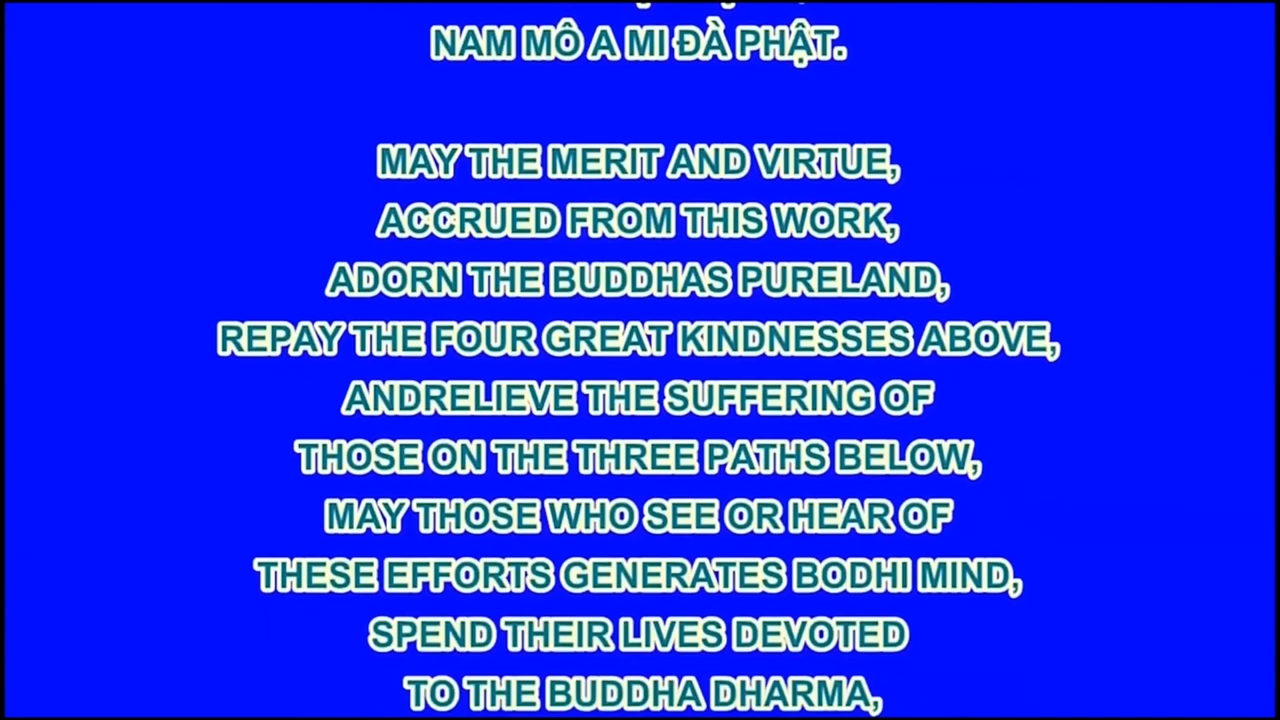 NAM MÔ A MI ĐÀ PHẬT.
MAY THE MERIT AND VIRTUE,
ACCRUED FROM THIS WORK,
ADORN THE BUDDHAS PURELAND,
REPAY THE FOUR GREAT KINDNESSES ABOVE,
ANDRELIEVE THE SUFFERING OF
THOSE ON THE THREE PATHS BELOW,
MAY THOSE WHO SEE OR HEAR OF
THESE EFFORTS GENERATES BODHI MIND,
SPEND THEIR LIVES DEVOTED
TO THE BUDDHA DHARMA,